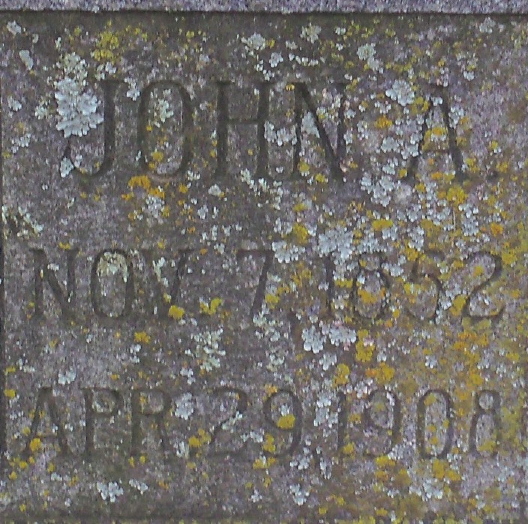 JOHN A.
NOV. 7, 1852
APR. 29, 1908